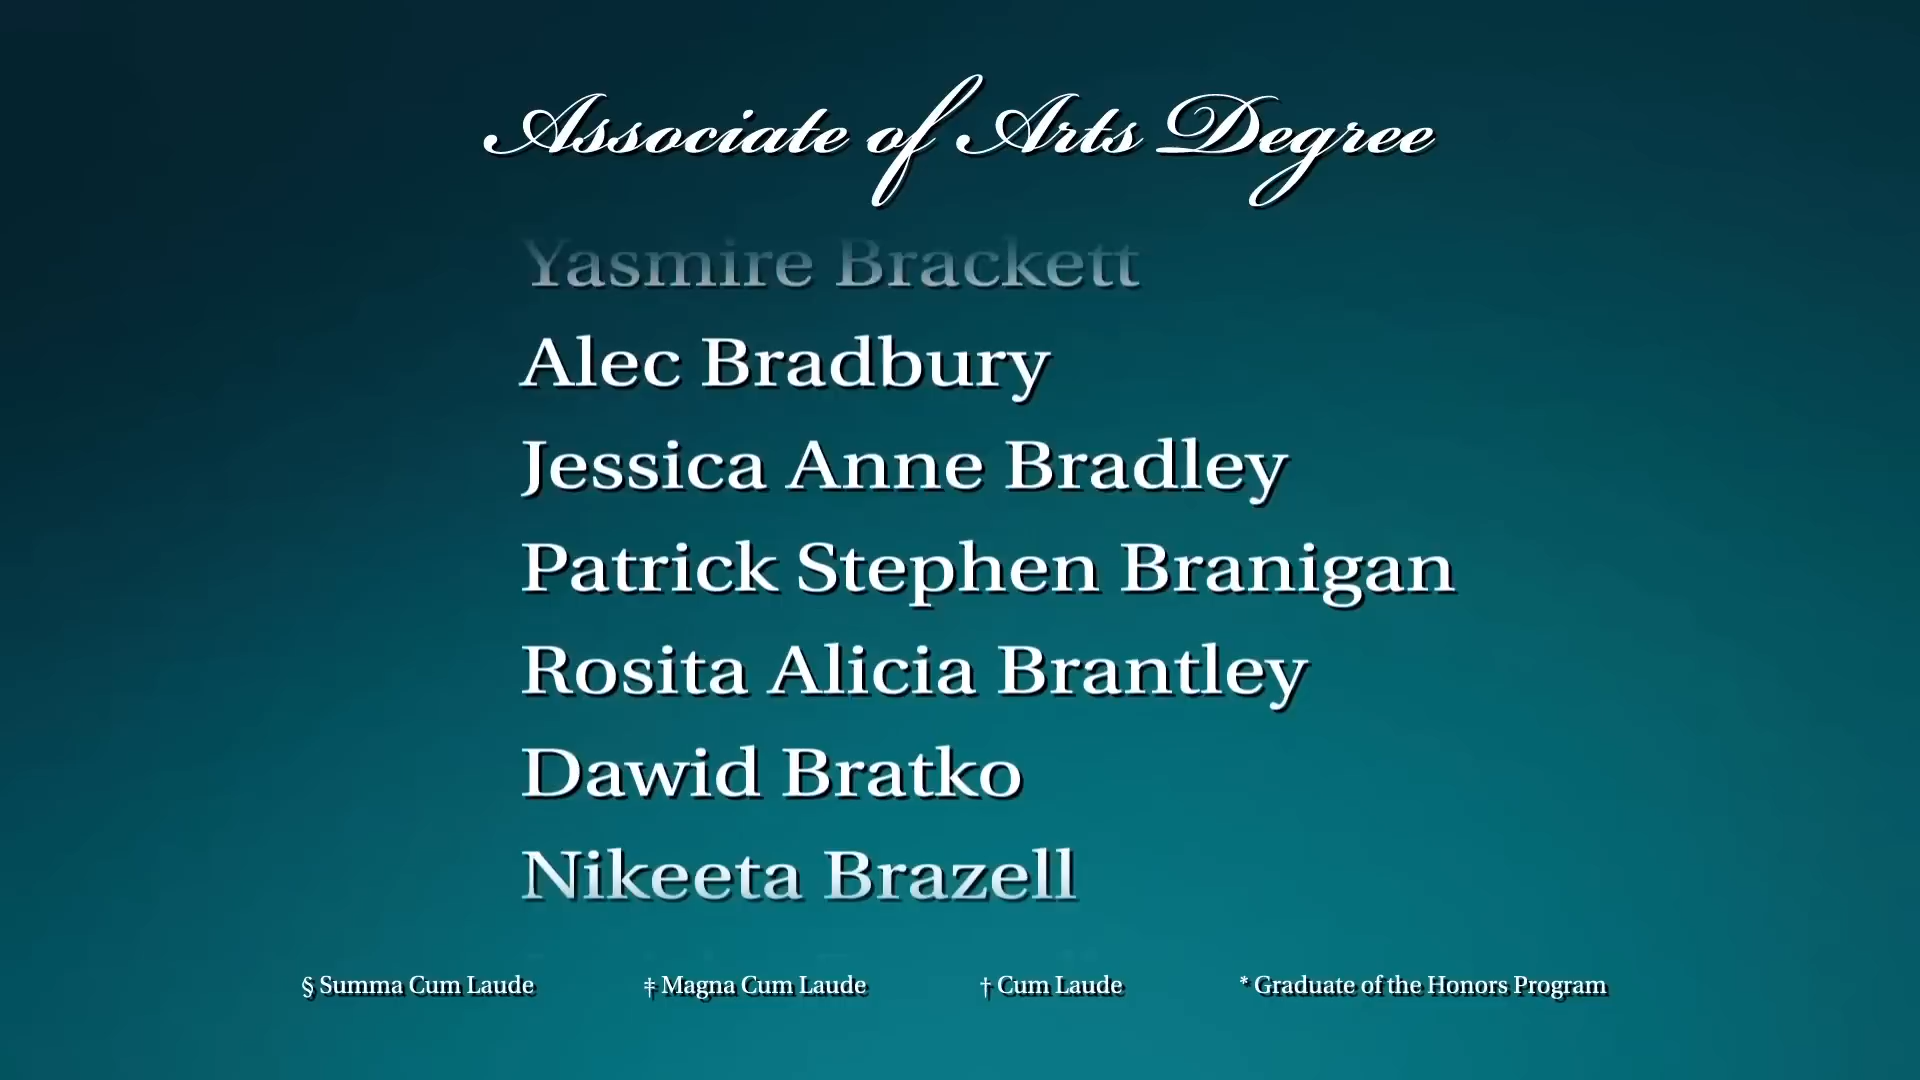 Associate of Arts Degree
Yasmire Brackett
Alec Bradbury
Jessica Anne Bradley
Patrick Stephen Branigan
Rosita Alicia Brantley
Dawid Bratko
Nikeeta Brazell
§ Summa Cum Laude ‡ Magna Cum Laude † Cum Laude * Graduate of the Honors Program